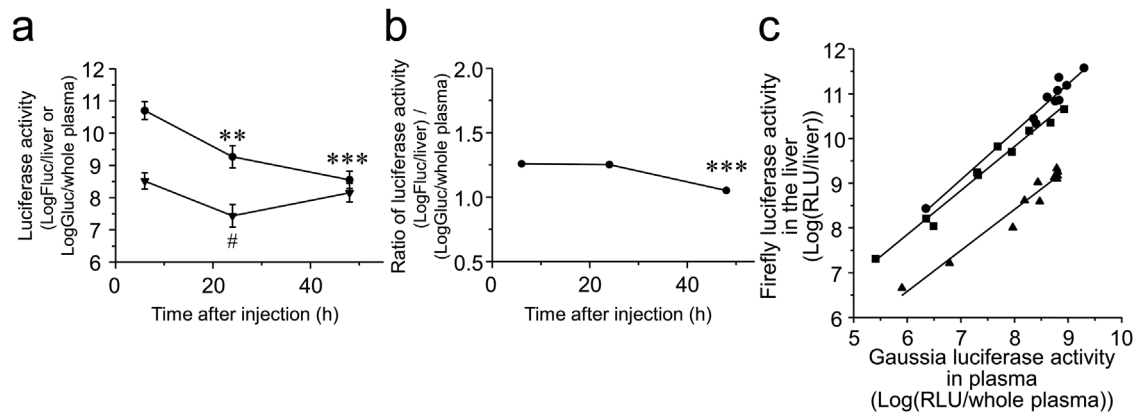 a
Luciferase activity
(LogFluc/liver or
LogGluc/whole plasma)
12
11
10
9
8
7
6
**
***
#
0 20 40
Time after injection (h)
b
Ratio of luciferase activity
(LogFluc/liver) /
(LogGluc/whole plasma)
2.0
1.5
1.0
0.5
***
0 20 40
Time after injection (h)
c
Firefly luciferase activity
in the liver
(Log(RLU/liver))
12
11
10
9
8
7
6
5 6 7 8 9 10
Gaussia luciferase activity
in plasma
(Log(RLU/whole plasma))